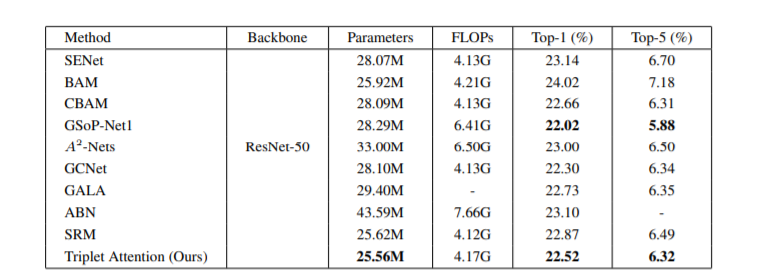 Method Backbone Parameters FLOPs Top-1 (%) Top-5 (%)
SENet 28.07M 4.13G 23.14 6.70
BAM 25.92M 4.21G 24.02 7.18
CBAM 28.09M 4.13G 22.66 6.31
GSoP-Net1 28.29M 6.41G 22.02 5.88
A²-Nets ResNet-50 33.00M 6.50G 23.00 6.50
GCNet 28.10M 4.13G 22.30 6.34
GALA 29.40M - 22.73 6.35
ABN 43.59M 7.66G 23.10 -
SRM 25.62M 4.12G 22.87 6.49
Triplet Attention (Ours) 25.56M 4.17G 22.52 6.32